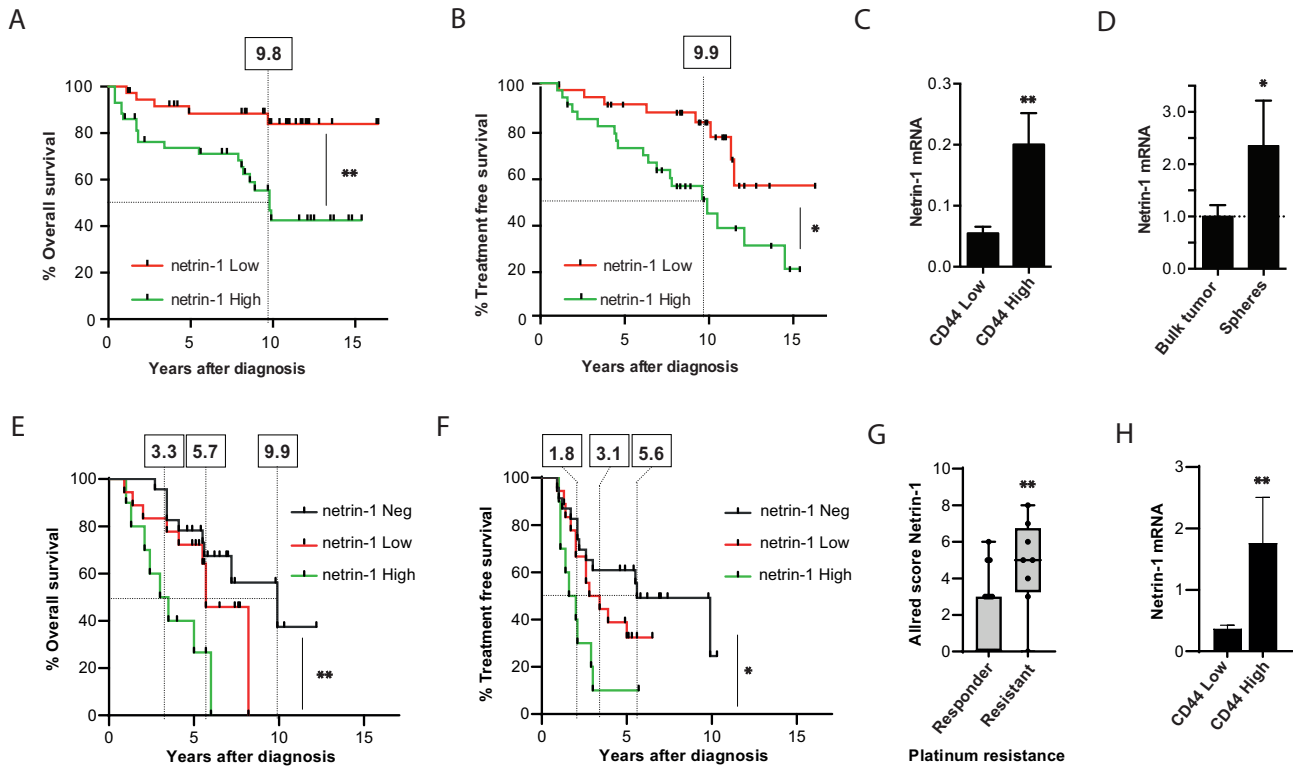 A
9.8
% Overall survival
100
80
60
40
20
0
**
netrin-1 Low
netrin-1 High
0 5 10 15
Years after diagnosis
B
9.9
% Treatment free survival
100
80
60
40
20
0
*
netrin-1 Low
netrin-1 High
0 5 10 15
Years after diagnosis
C
Netrin-1 mRNA
0.3
0.2
0.1
0.0
**
CD44 Low
CD44 High
D
Netrin-1 mRNA
3.0
2.0
1.0
0.0
*
Bulk tumor
Spheres
E
3.3 5.7 9.9
% Overall survival
100
80
60
40
20
0
netrin-1 Neg
netrin-1 Low
netrin-1 High
**
0 5 10 15
Years after diagnosis
F
1.8 3.1 5.6
% Treatment free survival
100
80
60
40
20
0
netrin-1 Neg
netrin-1 Low
netrin-1 High
*
0 5 10 15
Years after diagnosis
G
Allred score Netrin-1
10
8
6
4
2
0
**
Responder
Resistant
Platinum resistance
H
Netrin-1 mRNA
3
2
1
0
**
CD44 Low
CD44 High